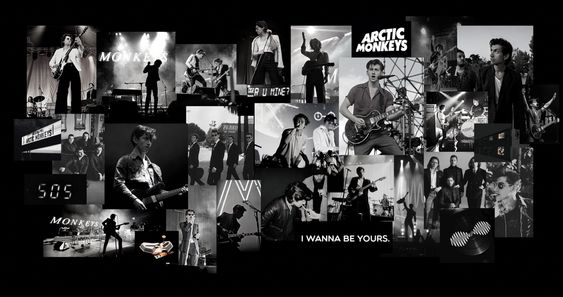 MONKEYS
ARCTIC
MONKEYS
R U MINE?
505
MONKEYS
I WANNA BE YOURS.